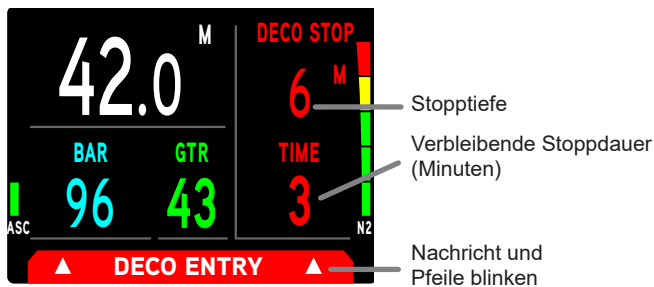 42.0 M
DECO STOP
6 M
BAR
96
GTR
43
TIME
3
ASC
N2
▲ DECO ENTRY ▲
Stopptiefe
Verbleibende Stoppdauer
(Minuten)
Nachricht und
Pfeile blinken